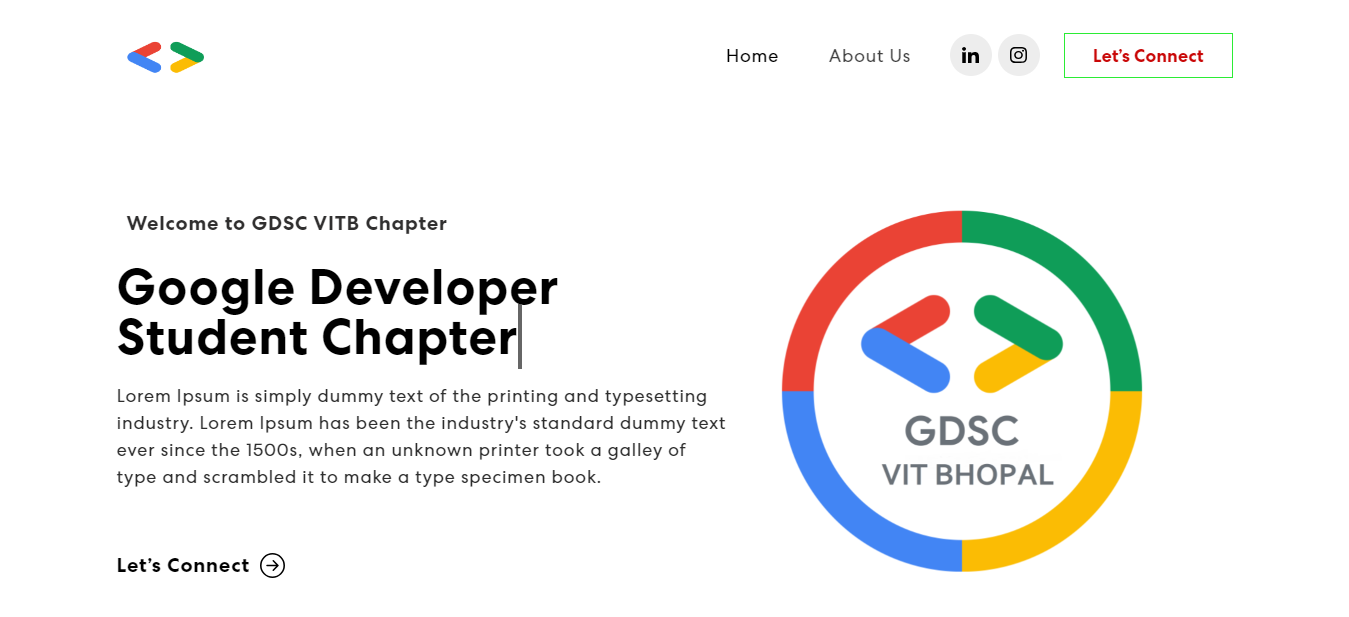 Home
About Us
Let’s Connect
Welcome to GDSC VITB Chapter
Google Developer
Student Chapter
Lorem Ipsum is simply dummy text of the printing and typesetting
industry. Lorem Ipsum has been the industry's standard dummy text
ever since the 1500s, when an unknown printer took a galley of
type and scrambled it to make a type specimen book.
Let’s Connect
GDSC
VIT BHOPAL